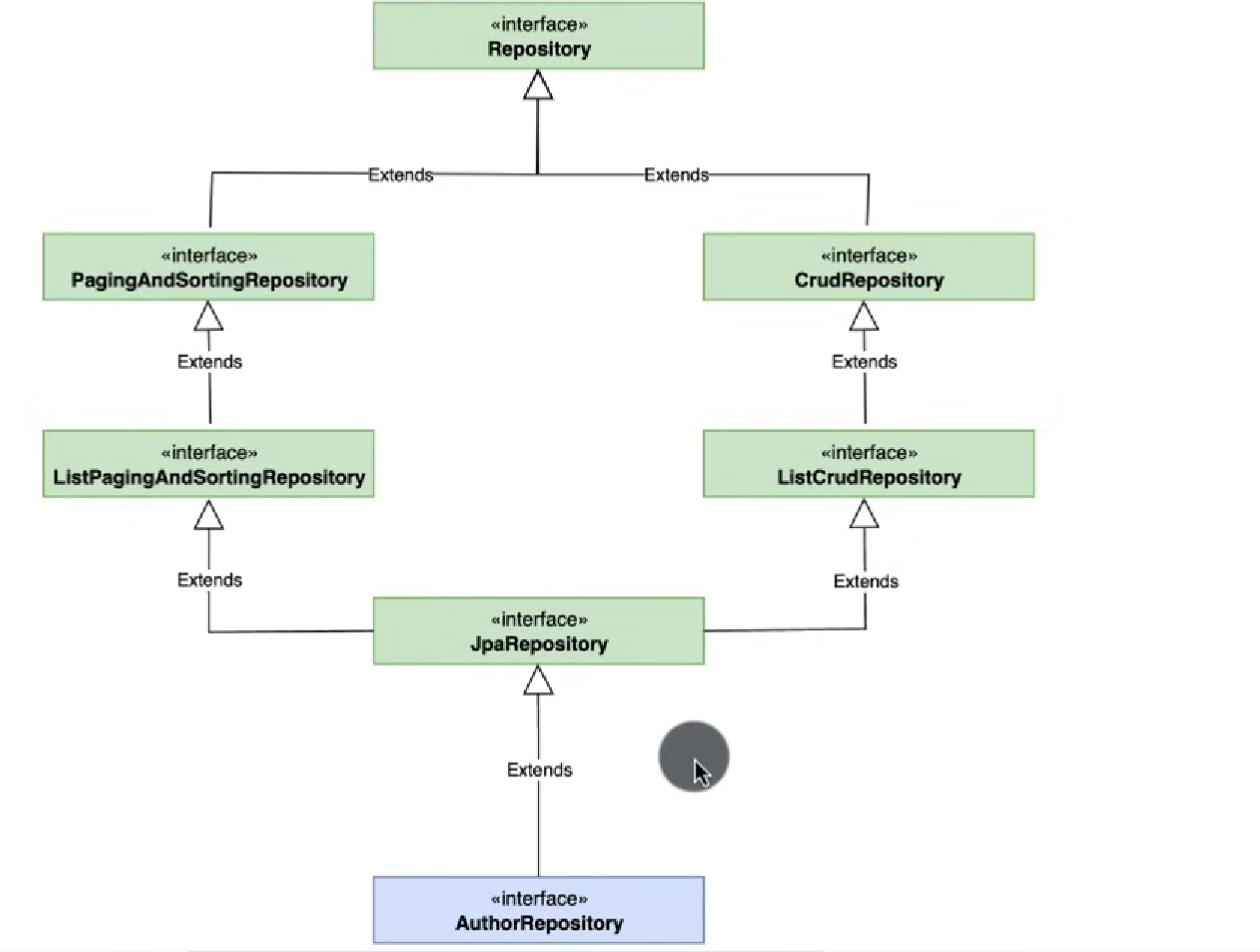 «interface»
Repository
Extends
Extends
«interface»
PagingAndSortingRepository
«interface»
CrudRepository
Extends
Extends
«interface»
ListPagingAndSortingRepository
«interface»
ListCrudRepository
Extends
Extends
«interface»
JpaRepository
Extends
«interface»
AuthorRepository